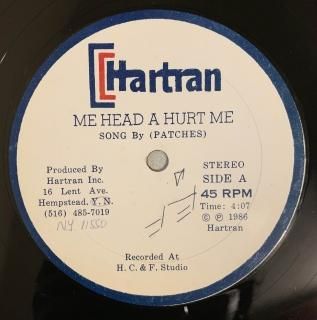 Hartran
ME HEAD A HURT ME
SONG By (PATCHES)
Produced By
Hartran Inc.
16 Lent Ave.
Hempstead, Y.N.
(516) 485-7019
NY 11550
STEREO
SIDE A
45 RPM
Time: 4:07
© ℗ 1986
Hartran
Recorded At
H. C. & F. Studio